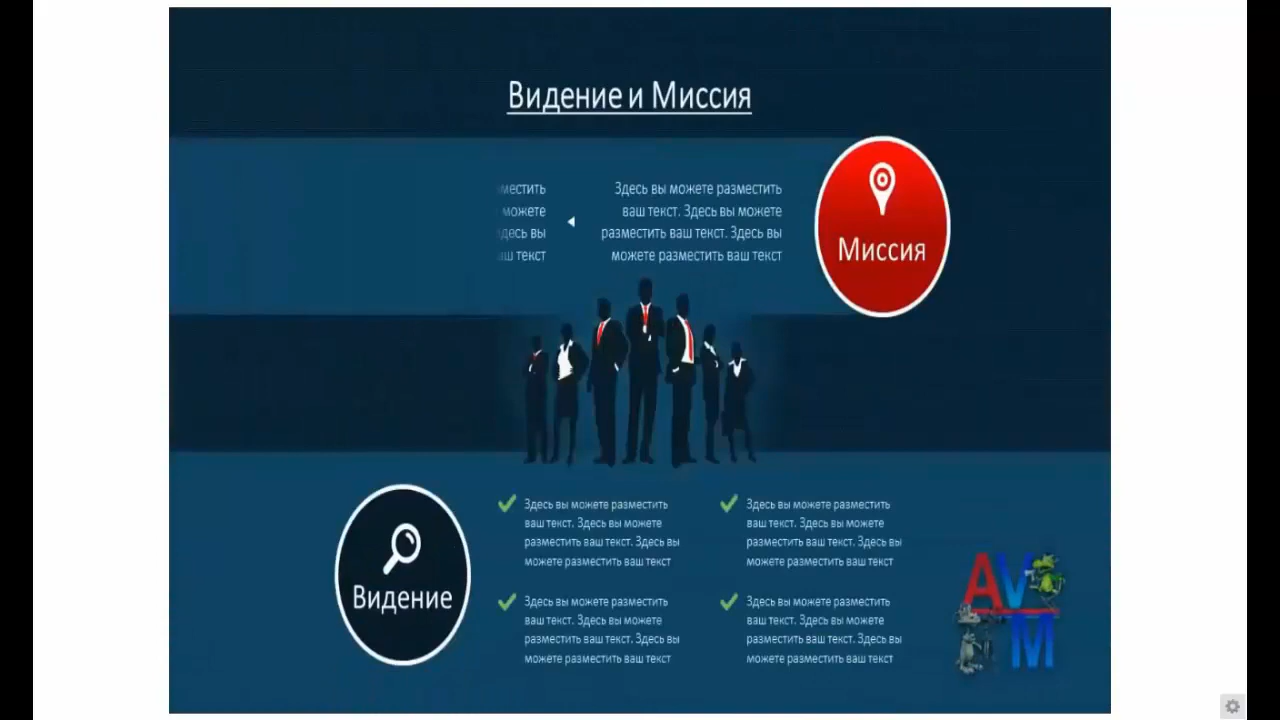 Видение и Миссия
местить
можете
десь вы
аш текст
Здесь вы можете разместить
ваш текст. Здесь вы можете
разместить ваш текст. Здесь вы
можете разместить ваш текст
Миссия
Видение
Здесь вы можете разместить
ваш текст. Здесь вы можете
разместить ваш текст. Здесь вы
можете разместить ваш текст
Здесь вы можете разместить
ваш текст. Здесь вы можете
разместить ваш текст. Здесь вы
можете разместить ваш текст
Здесь вы можете разместить
ваш текст. Здесь вы можете
разместить ваш текст. Здесь вы
можете разместить ваш текст
Здесь вы можете разместить
ваш текст. Здесь вы можете
разместить ваш текст. Здесь вы
можете разместить ваш текст
AV
M